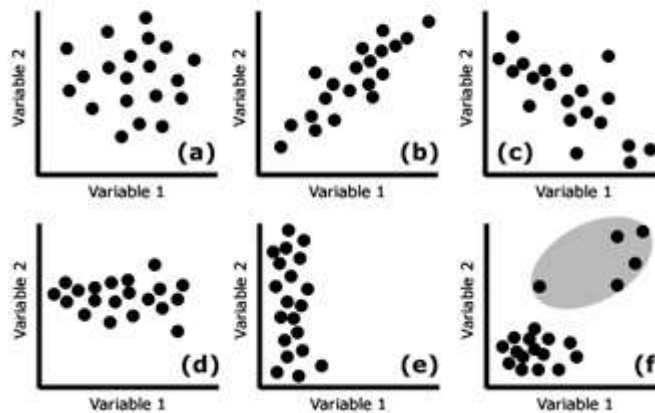 Variable 2
(a)
Variable 1
Variable 2
(b)
Variable 1
Variable 2
(c)
Variable 1
Variable 2
(d)
Variable 1
Variable 2
(e)
Variable 1
Variable 2
(f
Variable 1